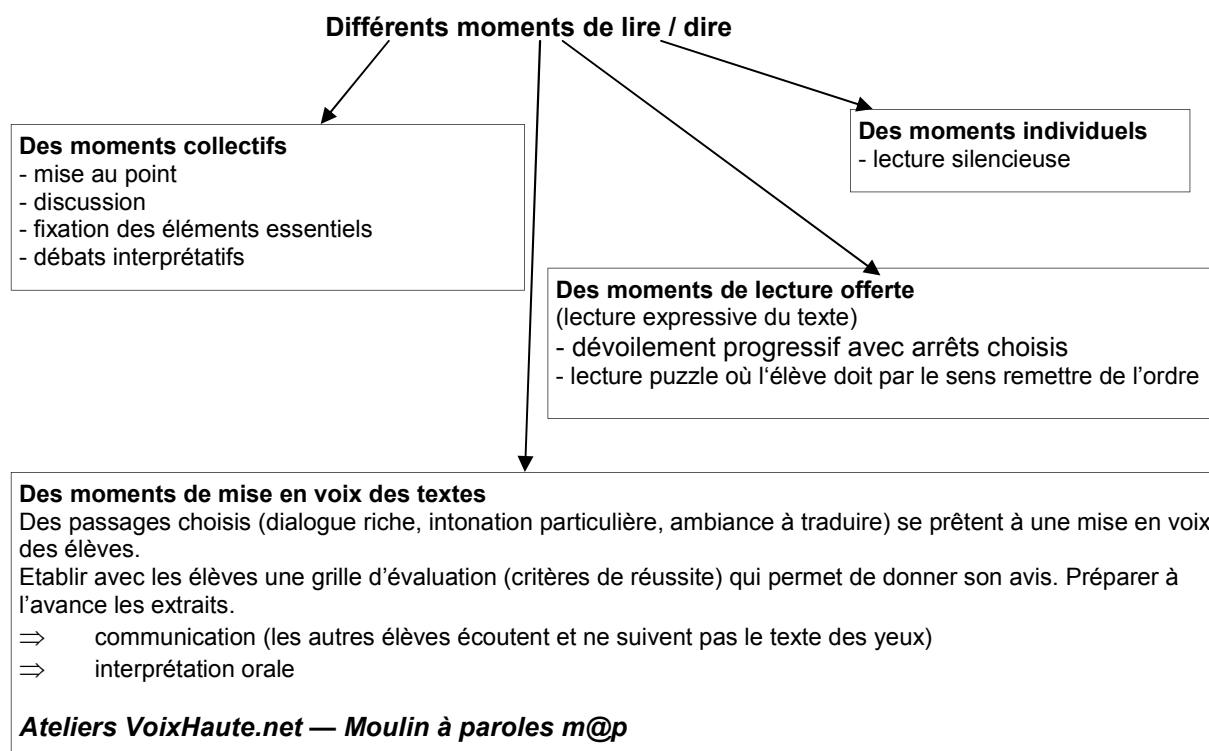 Différents moments de lire / dire
Des moments collectifs
- mise au point
- discussion
- fixation des éléments essentiels
- débats interprétatifs
Des moments individuels
- lecture silencieuse
Des moments de lecture offerte
(lecture expressive du texte)
- dévoilement progressif avec arrêts choisis
- lecture puzzle où l‘élève doit par le sens remettre de l’ordre
Des moments de mise en voix des textes
Des passages choisis (dialogue riche, intonation particulière, ambiance à traduire) se prêtent à une mise en voix
des élèves.
Etablir avec les élèves une grille d’évaluation (critères de réussite) qui permet de donner son avis. Préparer à
l’avance les extraits.
⇒ communication (les autres élèves écoutent et ne suivent pas le texte des yeux)
⇒ interprétation orale
Ateliers VoixHaute.net — Moulin à paroles m@p